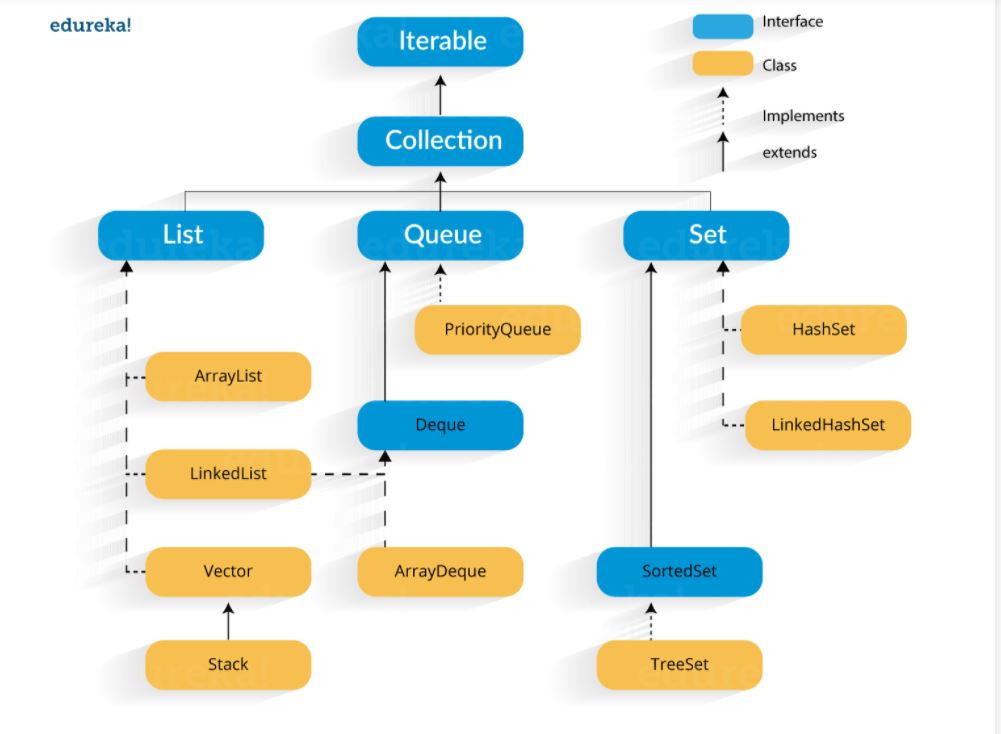 edureka!
Iterable
Interface
Class
Collection
Implements
extends
List
Queue
Set
PriorityQueue
HashSet
ArrayList
Deque
LinkedHashSet
LinkedList
Vector
ArrayDeque
SortedSet
Stack
TreeSet